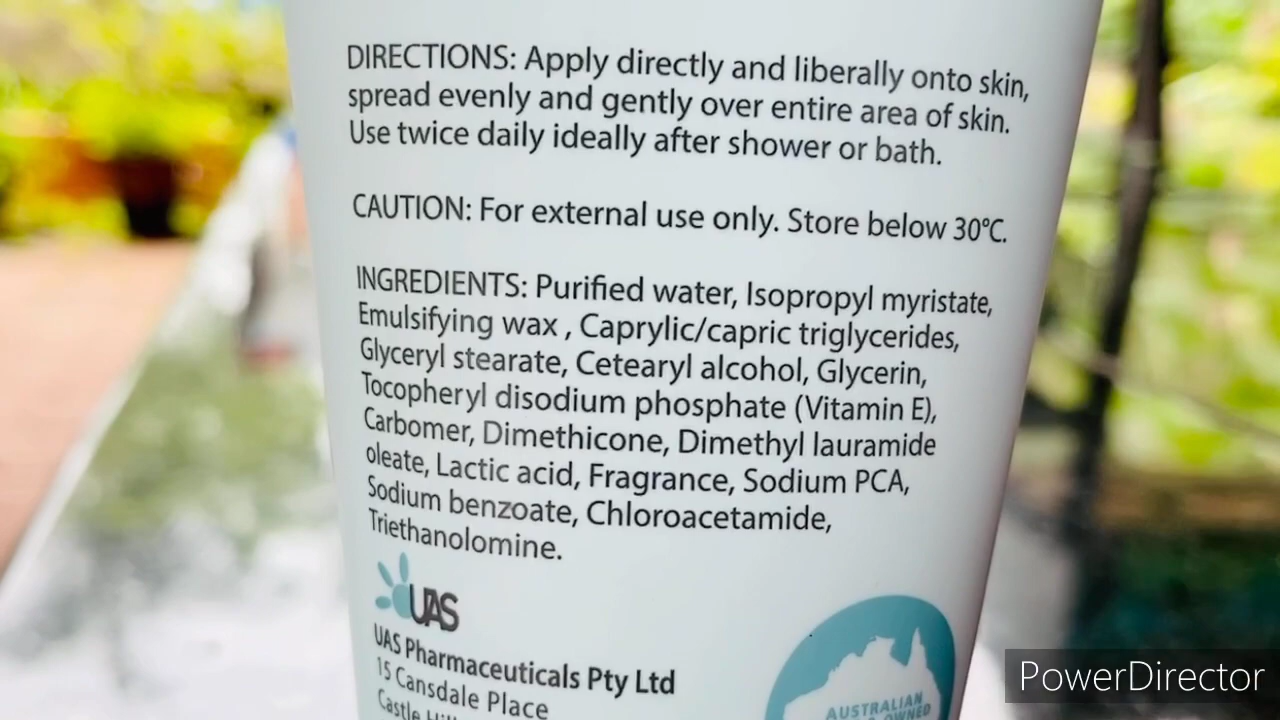 DIRECTIONS: Apply directly and liberally onto skin,
spread evenly and gently over entire area of skin.
Use twice daily ideally after shower or bath.
CAUTION: For external use only. Store below 30°C.
INGREDIENTS: Purified water, Isopropyl myristate,
Emulsifying wax , Caprylic/capric triglycerides,
Glyceryl stearate, Cetearyl alcohol, Glycerin,
Tocopheryl disodium phosphate (Vitamin E),
Carbomer, Dimethicone, Dimethyl lauramide
oleate, Lactic acid, Fragrance, Sodium PCA,
Sodium benzoate, Chloroacetamide,
Triethanolomine.
UAS
UAS Pharmaceuticals Pty Ltd
15 Cansdale Place
Castle
AUSTRALIAN
OWNED
PowerDirector